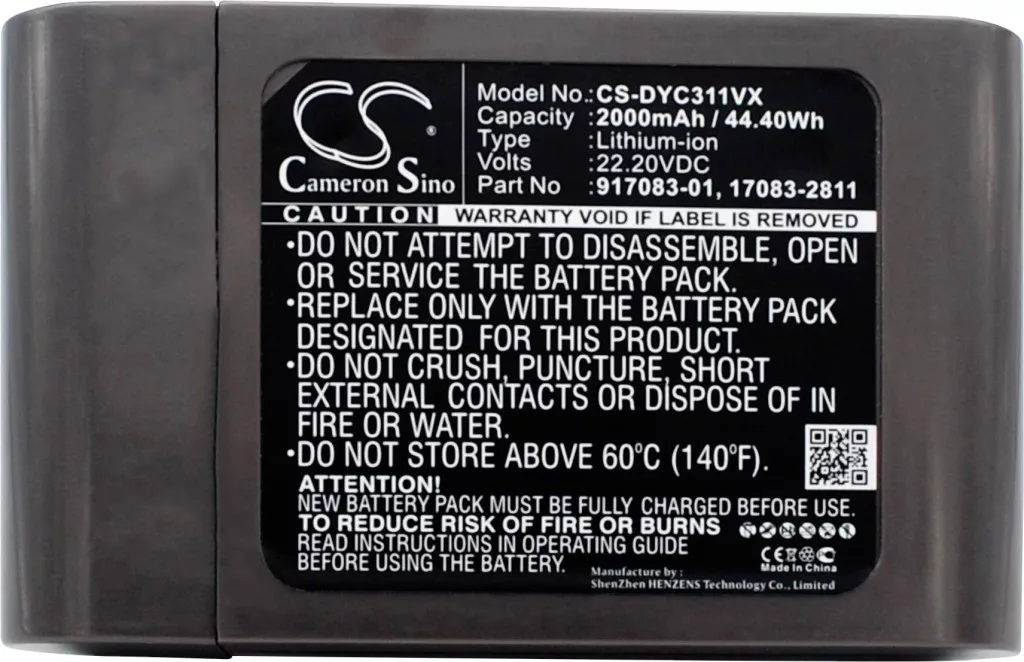 CS®
Cameron Sino
Model No.:CS-DYC311VX
Capacity :2000mAh / 44.40Wh
Type :Lithium-ion
Volts :22.20VDC
Part No :917083-01, 17083-2811
CAUTION WARRANTY VOID IF LABEL IS REMOVED
•DO NOT ATTEMPT TO DISASSEMBLE, OPEN
OR SERVICE THE BATTERY PACK.
•REPLACE ONLY WITH THE BATTERY PACK
DESIGNATED FOR THIS PRODUCT.
•DO NOT CRUSH, PUNCTURE, SHORT
EXTERNAL CONTACTS OR DISPOSE OF IN
FIRE OR WATER.
•DO NOT STORE ABOVE 60°C (140°F).
ATTENTION!
NEW BATTERY PACK MUST BE FULLY CHARGED BEFORE USE.
TO REDUCE RISK OF FIRE OR BURNS
READ INSTRUCTIONS IN OPERATING GUIDE
BEFORE USING THE BATTERY.
CE
Made In China
Manufacture by :
ShenZhen HENZENS Technology Co., Limited